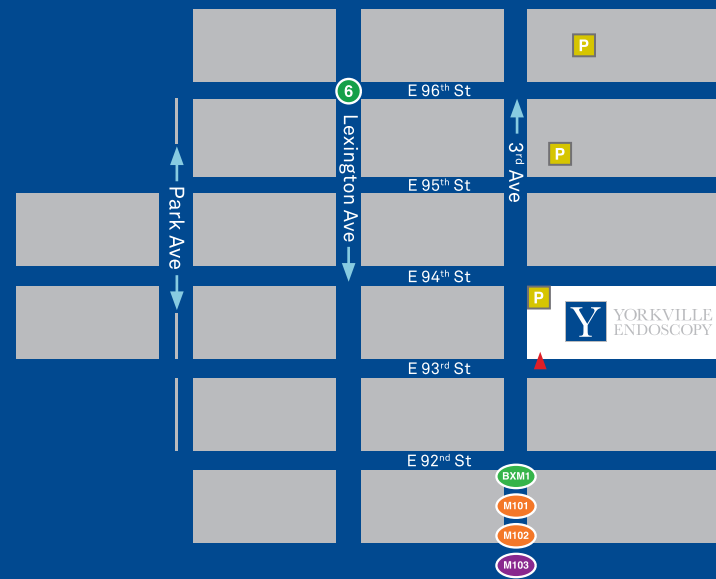 P
6
E 96th St
P
Lexington Ave
3rd Ave
E 95th St
Park Ave
E 94th St
P
Y
YORKVILLE
ENDOSCOPY
E 93rd St
E 92nd St
BXM1
M101
M102
M103